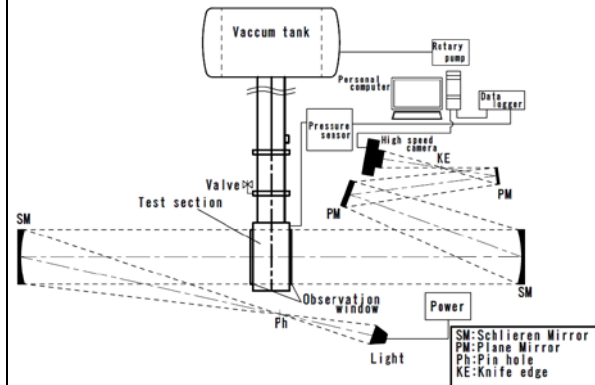 Vaccum tank
Rotary
pump
Personal
computer
Data
logger
Pressure
sensor
High speed
camera
KE
PM
PM
Valve
Test section
SM
SM
Observation
window
Ph
Power
Light
SM:Schlieren Mirror
PM:Plane Mirror
Ph:Pin hole
KE:Knife edge